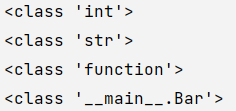 <class 'int'>
<class 'str'>
<class 'function'>
<class '__main__.Bar'>